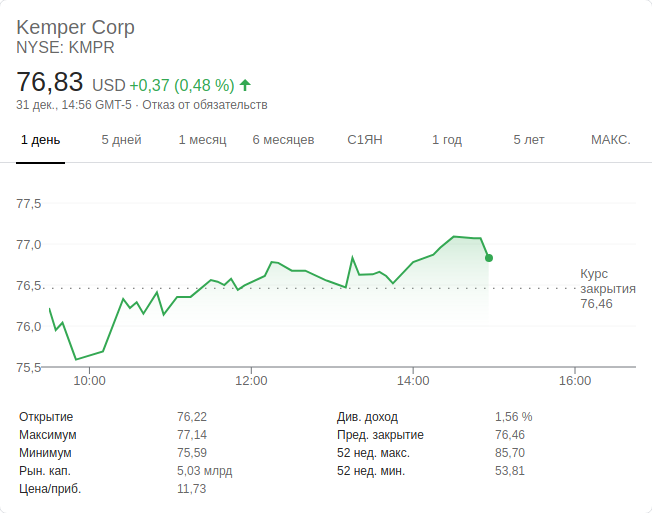 Kemper Corp
NYSE: KMPR
76,83 USD +0,37 (0,48 %)
31 дек., 14:56 GMT-5 · Отказ от обязательств
1 день 5 дней 1 месяц 6 месяцев С1ЯН 1 год 5 лет МАКС.
77,5
77,0
76,5
76,0
75,5
Курс
закрытия
76,46
10:00 12:00 14:00 16:00
Открытие 76,22 Див. доход 1,56 %
Максимум 77,14 Пред. закрытие 76,46
Минимум 75,59 52 нед. макс. 85,70
Рын. кап. 5,03 млрд 52 нед. мин. 53,81
Цена/приб. 11,73